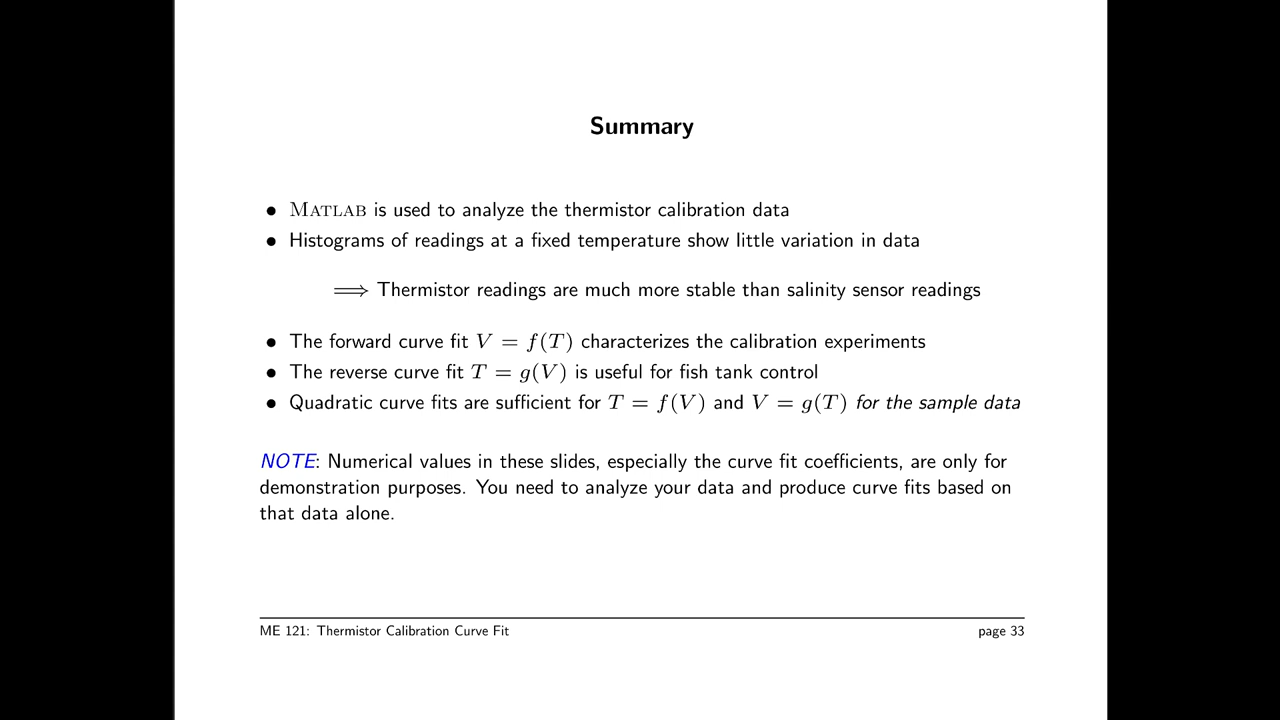 Summary
• MATLAB is used to analyze the thermistor calibration data
• Histograms of readings at a fixed temperature show little variation in data
⟹ Thermistor readings are much more stable than salinity sensor readings
• The forward curve fit V = f(T) characterizes the calibration experiments
• The reverse curve fit T = g(V) is useful for fish tank control
• Quadratic curve fits are sufficient for T = f(V) and V = g(T) for the sample data
NOTE: Numerical values in these slides, especially the curve fit coefficients, are only for
demonstration purposes. You need to analyze your data and produce curve fits based on
that data alone.
ME 121: Thermistor Calibration Curve Fit
page 33